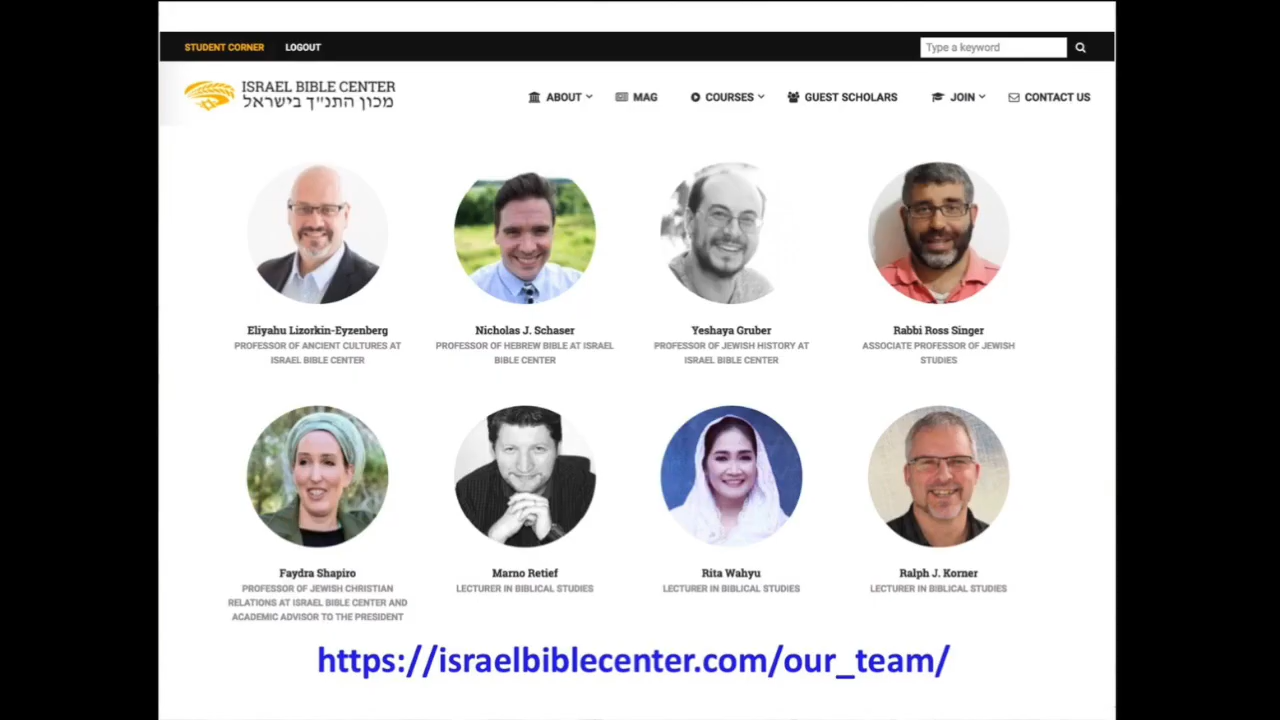 STUDENT CORNER LOGOUT Type a keyword
ISRAEL BIBLE CENTER
מכון התנ"ך בישראל
ABOUT MAG COURSES GUEST SCHOLARS JOIN CONTACT US
Eliyahu Lizorkin-Eyzenberg
PROFESSOR OF ANCIENT CULTURES AT
ISRAEL BIBLE CENTER
Nicholas J. Schaser
PROFESSOR OF HEBREW BIBLE AT ISRAEL
BIBLE CENTER
Yeshaya Gruber
PROFESSOR OF JEWISH HISTORY AT
ISRAEL BIBLE CENTER
Rabbi Ross Singer
ASSOCIATE PROFESSOR OF JEWISH
STUDIES
Faydra Shapiro
PROFESSOR OF JEWISH CHRISTIAN
RELATIONS AT ISRAEL BIBLE CENTER AND
ACADEMIC ADVISOR TO THE PRESIDENT
Marno Retief
LECTURER IN BIBLICAL STUDIES
Rita Wahyu
LECTURER IN BIBLICAL STUDIES
Ralph J. Korner
LECTURER IN BIBLICAL STUDIES
https://israelbiblecenter.com/our_team/